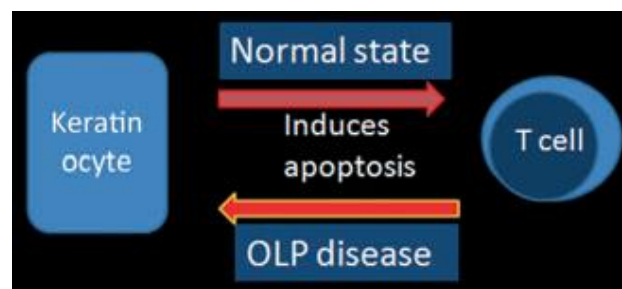 Normal state
Keratin
ocyte
Induces
apoptosis
T cell
OLP disease